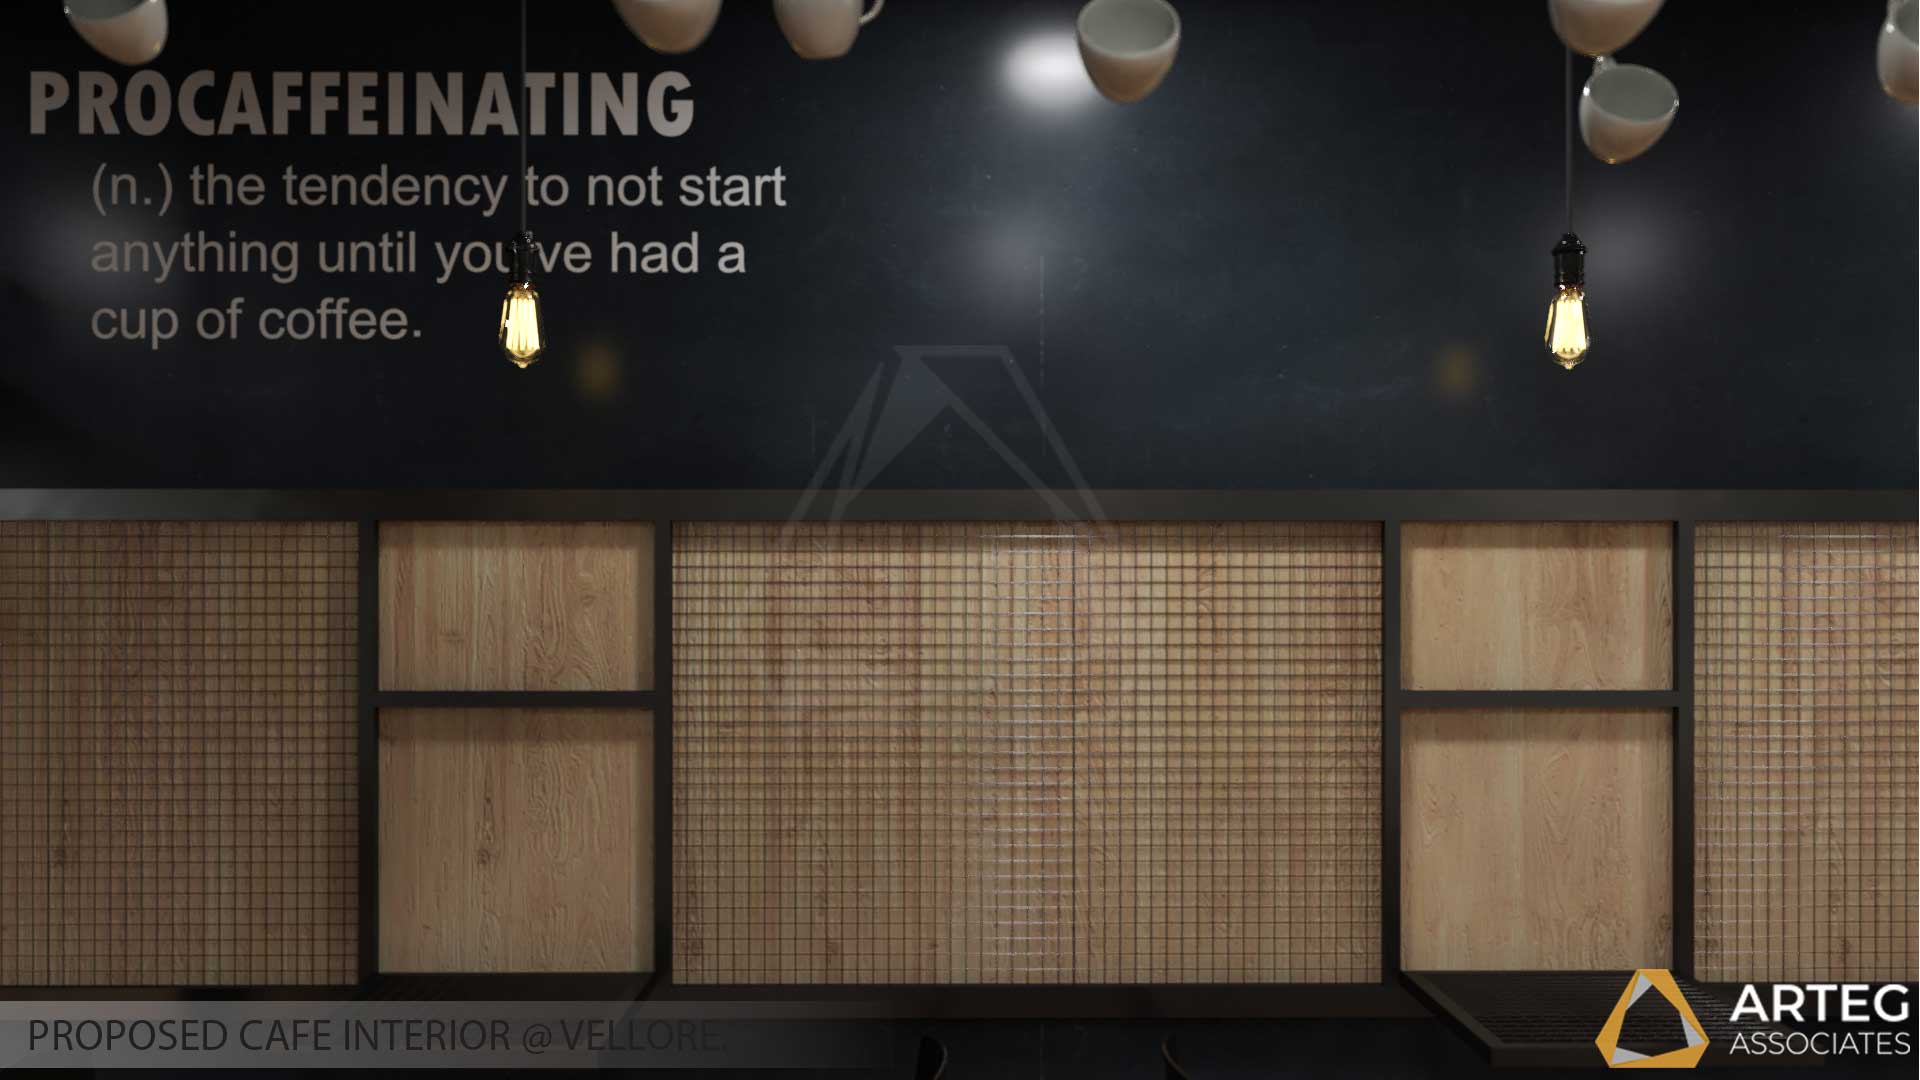 PROCAFFEINATING
(n.) the tendency to not start
anything until you've had a
cup of coffee.
PROPOSED CAFE INTERIOR @ VELLORE.
ARTEG
ASSOCIATES